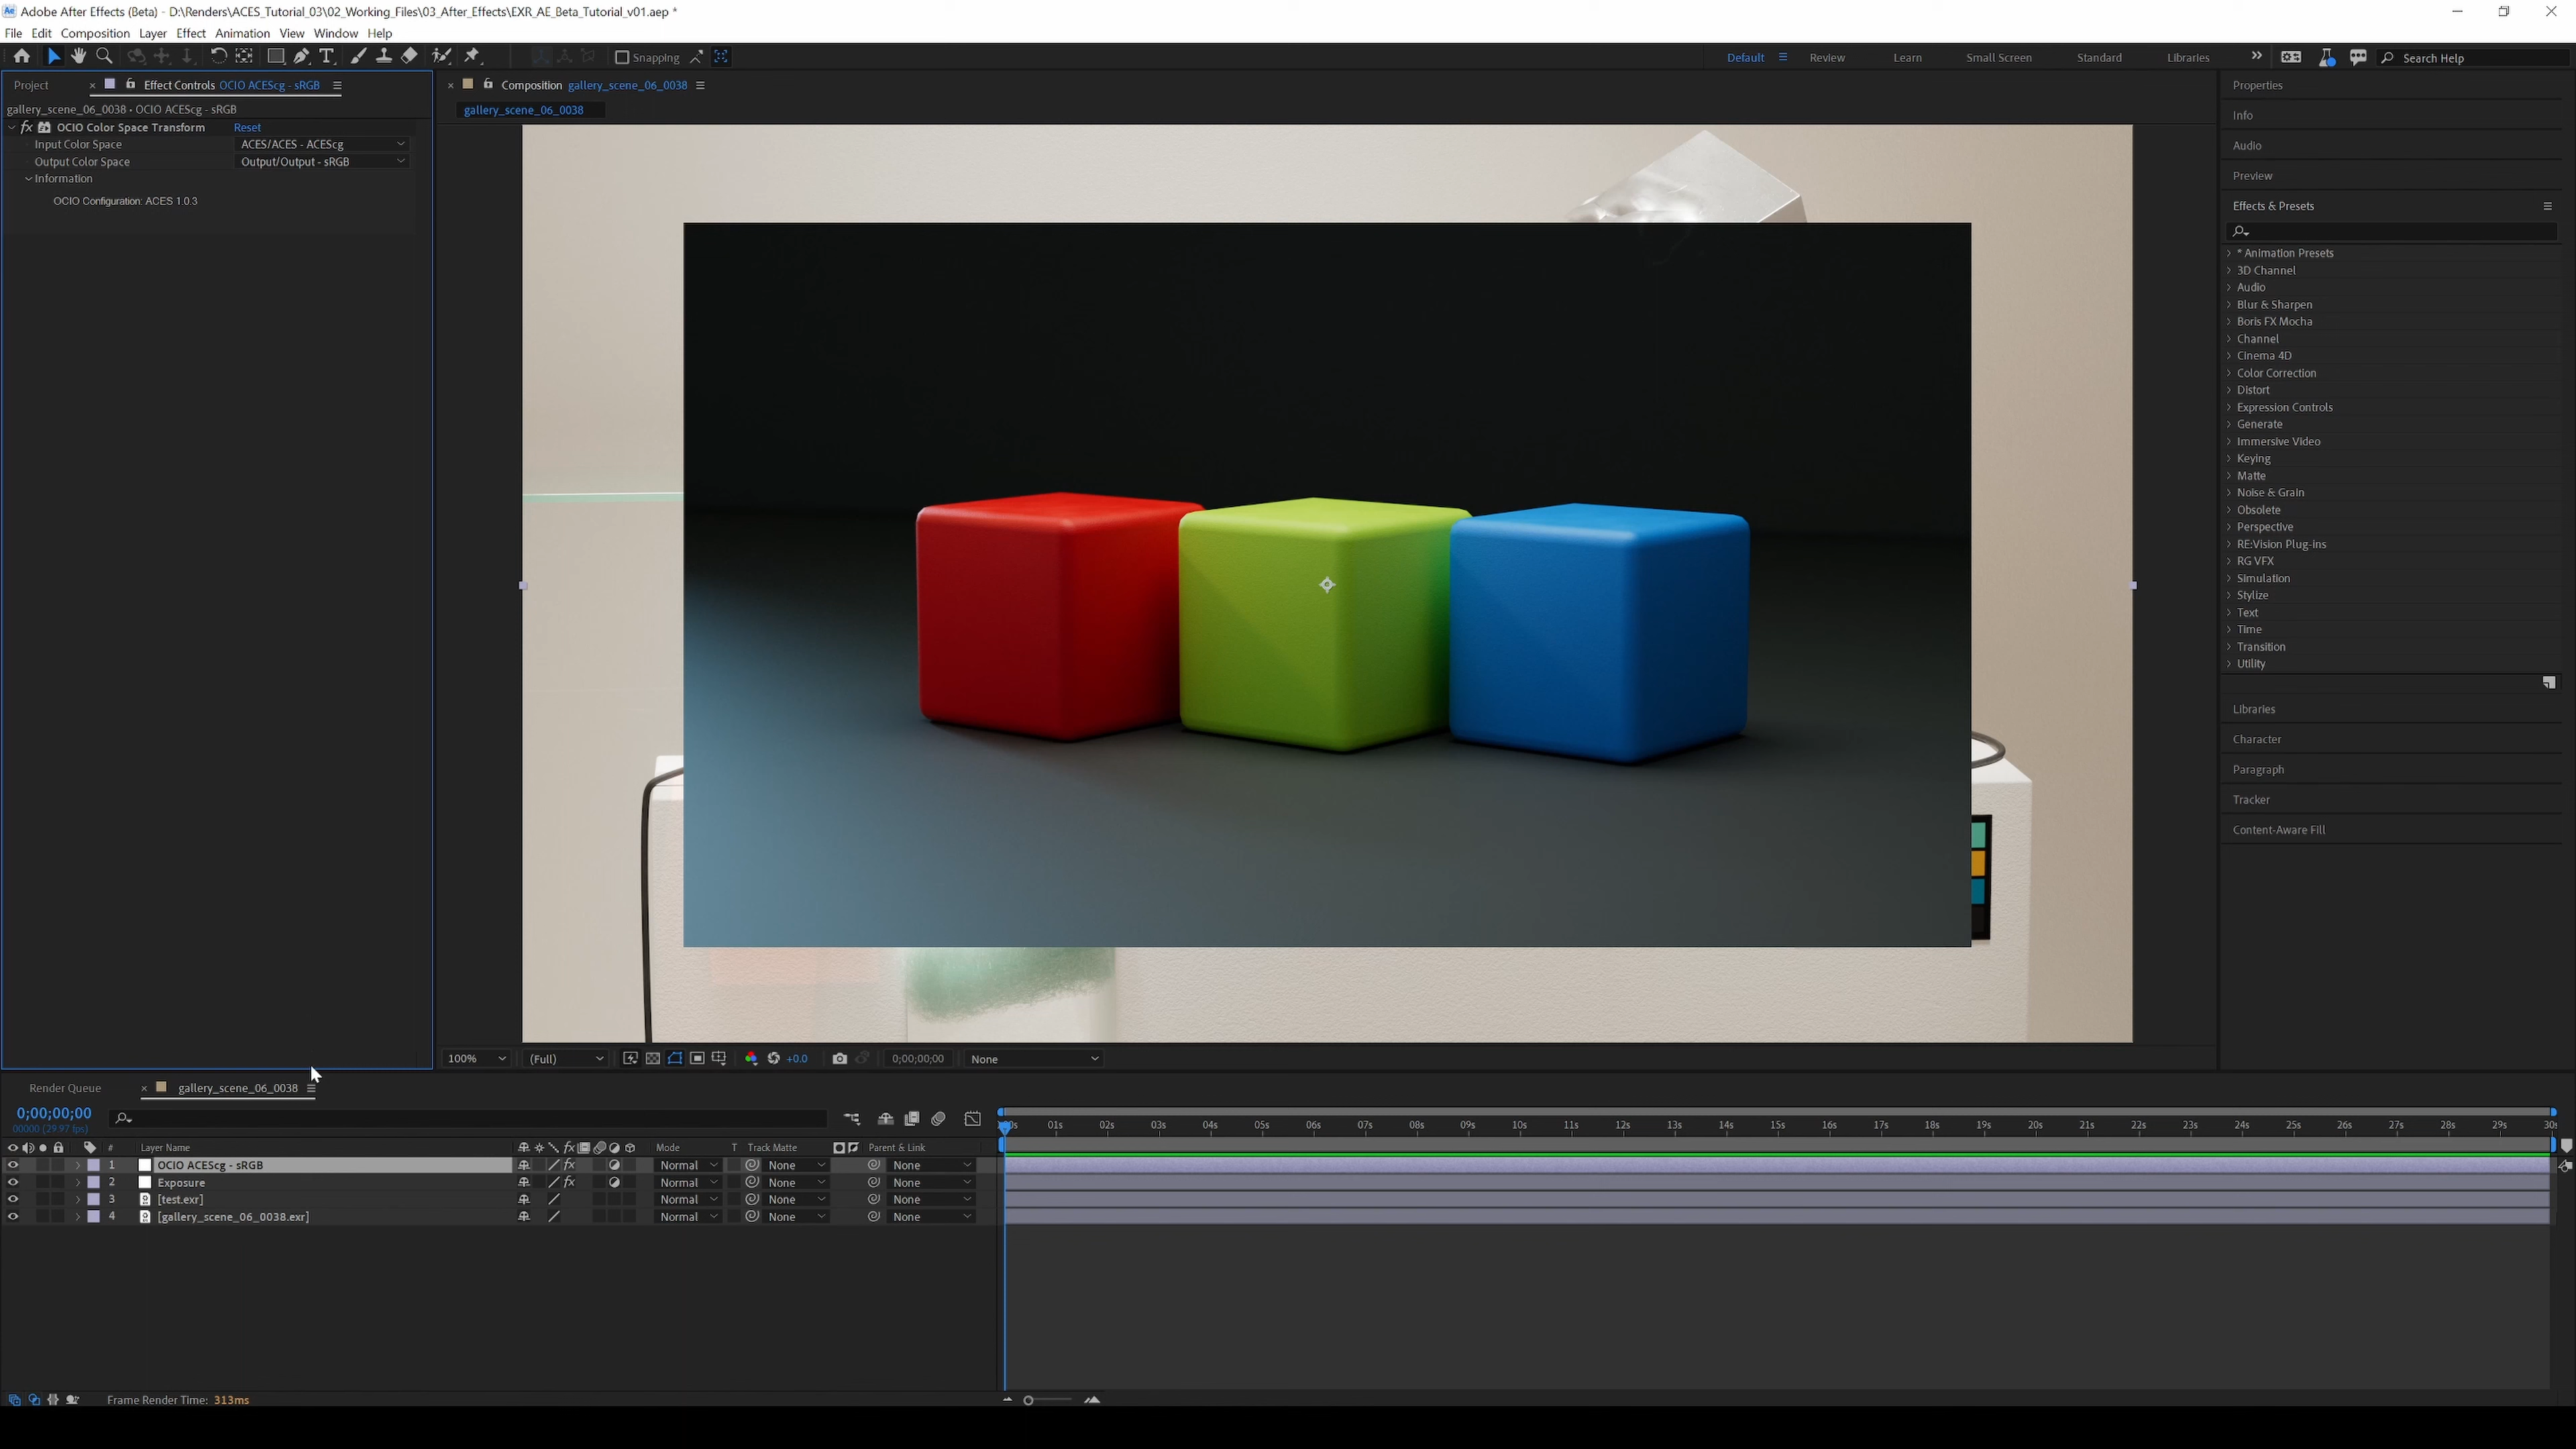 Ae Adobe After Effects (Beta) - D:\Renders\ACES_Tutorial_03\02_Working_Files\03_After_Effects\EXR_AE_Beta_Tutorial_v01.aep *
File Edit Composition Layer Effect Animation View Window Help
Snapping Default Review Learn Small Screen Standard Libraries Search Help
Project Effect Controls OCIO ACEScg - sRGB
gallery_scene_06_0038 • OCIO ACEScg - sRGB
fx OCIO Color Space Transform Reset
Input Color Space ACES/ACES - ACEScg
Output Color Space Output/Output - sRGB
Information
OCIO Configuration: ACES 1.0.3
Composition gallery_scene_06_0038
gallery_scene_06_0038
100% (Full) +0.0 0;00;00;00 None
Properties
Info
Audio
Preview
Effects & Presets
* Animation Presets
3D Channel
Audio
Blur & Sharpen
Boris FX Mocha
Channel
Cinema 4D
Color Correction
Distort
Expression Controls
Generate
Immersive Video
Keying
Matte
Noise & Grain
Obsolete
Perspective
RE:Vision Plug-ins
RG VFX
Simulation
Stylize
Text
Time
Transition
Utility
Libraries
Character
Paragraph
Tracker
Content-Aware Fill
Render Queue gallery_scene_06_0038
0;00;00;00
00000 (29.97 fps)
01s 02s 03s 04s 05s 06s 07s 08s 09s 10s 11s 12s 13s 14s 15s 16s 17s 18s 19s 20s 21s 22s 23s 24s 25s 26s 27s 28s 29s
# Layer Name fx Mode T Track Matte Parent & Link
1 OCIO ACEScg - sRGB fx Normal None None
2 Exposure fx Normal None None
3 [test.exr] Normal None None
4 [gallery_scene_06_0038.exr] Normal None None
Frame Render Time: 313ms